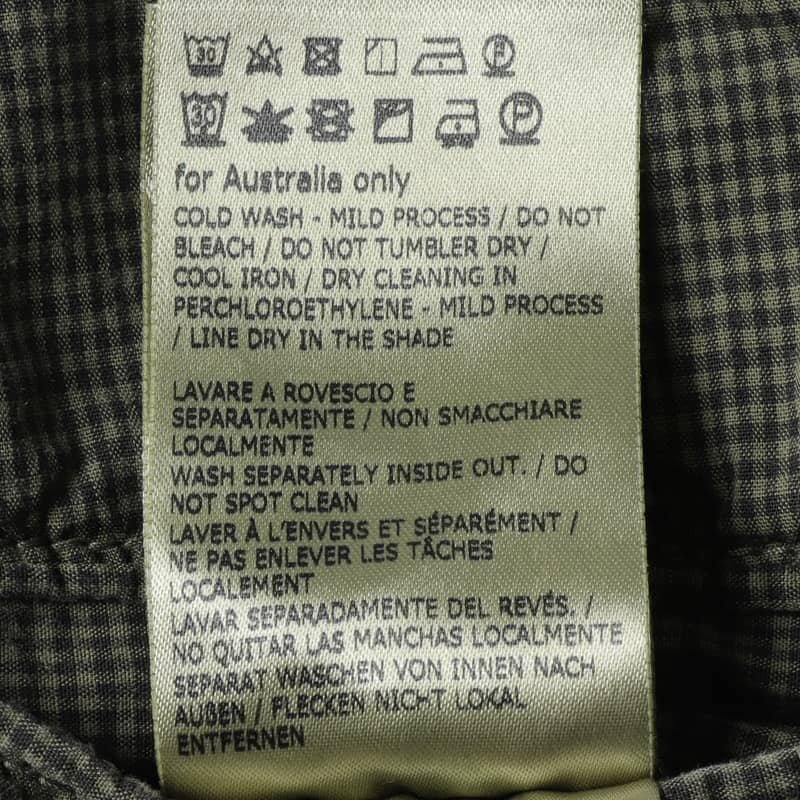 30 P
30 P
for Australia only
COLD WASH - MILD PROCESS / DO NOT
BLEACH / DO NOT TUMBLER DRY /
COOL IRON / DRY CLEANING IN
PERCHLOROETHYLENE - MILD PROCESS
/ LINE DRY IN THE SHADE
LAVARE A ROVESCIO E
SEPARATAMENTE / NON SMACCHIARE
LOCALMENTE
WASH SEPARATELY INSIDE OUT. / DO
NOT SPOT CLEAN
LAVER À L'ENVERS ET SÉPARÉMENT /
NE PAS ENLEVER LES TÂCHES
LOCALEMENT
LAVAR SEPARADAMENTE DEL REVÉS. /
NO QUITAR LAS MANCHAS LOCALMENTE
SEPARAT WASCHEN VON INNEN NACH
AUßEN / FLECKEN NICHT LOKAL
ENTFERNEN